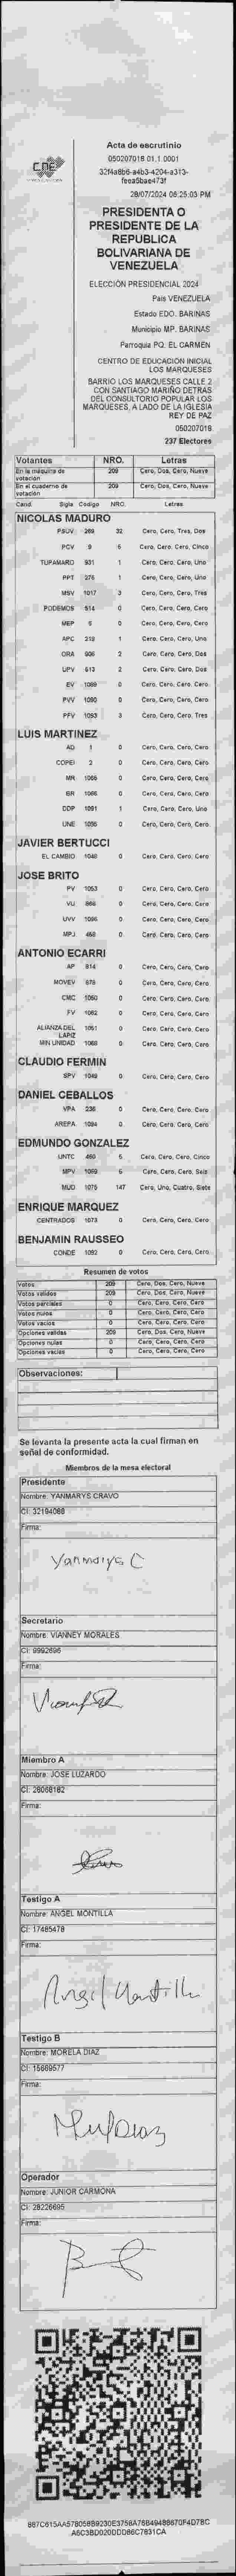 Acta de escrutinio
050207018.01.1.0001
32f4a8b6-a4b3-4204-a313-
feea5bae473f
28/07/2024 08:25:03 PM
CNE
PRESIDENTA O
PRESIDENTE DE LA
REPUBLICA
BOLIVARIANA DE
VENEZUELA
ELECCIÓN PRESIDENCIAL 2024
Pais VENEZUELA
Estado EDO. BARINAS
Municipio MP. BARINAS
Parroquia PQ. EL CARMEN
CENTRO DE EDUCACION INICIAL
LOS MARQUESES
BARRIO LOS MARQUESES CALLE 2
CON SANTIAGO MARIÑO DETRAS
DEL CONSULTORIO POPULAR LOS
MARQUESES, A LADO DE LA IGLESIA
REY DE PAZ
050207018
237 Electores
Votantes NRO. Letras
En la máquina de votación 209 Cero, Dos, Cero, Nueve
En el cuaderno de votación 209 Cero, Dos, Cero, Nueve
Cand. Sigla Código NRO. Letras
NICOLAS MADURO
PSUV 269 32 Cero, Cero, Tres, Dos
PCV 9 5 Cero, Cero, Cero, Cinco
TUPAMARO 931 1 Cero, Cero, Cero, Uno
PPT 276 1 Cero, Cero, Cero, Uno
MSV 1017 3 Cero, Cero, Cero, Tres
PODEMOS 514 0 Cero, Cero, Cero, Cero
MEP 6 0 Cero, Cero, Cero, Cero
APC 219 1 Cero, Cero, Cero, Uno
ORA 906 2 Cero, Cero, Cero, Dos
UPV 613 2 Cero, Cero, Cero, Dos
EV 1069 0 Cero, Cero, Cero, Cero
PVV 1090 0 Cero, Cero, Cero, Cero
PFV 1093 3 Cero, Cero, Cero, Tres
LUIS MARTINEZ
AD 1 0 Cero, Cero, Cero, Cero
COPEI 2 0 Cero, Cero, Cero, Cero
MR 1065 0 Cero, Cero, Cero, Cero
BR 1086 0 Cero, Cero, Cero, Cero
DDP 1091 1 Cero, Cero, Cero, Uno
UNE 1095 0 Cero, Cero, Cero, Cero
JAVIER BERTUCCI
EL CAMBIO 1048 0 Cero, Cero, Cero, Cero
JOSE BRITO
PV 1053 0 Cero, Cero, Cero, Cero
VU 866 0 Cero, Cero, Cero, Cero
UVV 1096 0 Cero, Cero, Cero, Cero
MPJ 468 0 Cero, Cero, Cero, Cero
ANTONIO ECARRI
AP 814 0 Cero, Cero, Cero, Cero
MOVEV 878 0 Cero, Cero, Cero, Cero
CMC 1050 0 Cero, Cero, Cero, Cero
FV 1062 0 Cero, Cero, Cero, Cero
ALIANZA DEL LAPIZ 1051 0 Cero, Cero, Cero, Cero
MIN UNIDAD 1068 0 Cero, Cero, Cero, Cero
CLAUDIO FERMIN
SPV 1049 0 Cero, Cero, Cero, Cero
DANIEL CEBALLOS
VPA 236 0 Cero, Cero, Cero, Cero
AREPA 1094 0 Cero, Cero, Cero, Cero
EDMUNDO GONZALEZ
UNTC 460 5 Cero, Cero, Cero, Cinco
MPV 1059 6 Cero, Cero, Cero, Seis
MUD 1075 147 Cero, Uno, Cuatro, Siete
ENRIQUE MARQUEZ
CENTRADOS 1073 0 Cero, Cero, Cero, Cero
BENJAMIN RAUSSEO
CONDE 1092 0 Cero, Cero, Cero, Cero
Resumen de votos
Votos 209 Cero, Dos, Cero, Nueve
Votos validos 209 Cero, Dos, Cero, Nueve
Votos parciales 0 Cero, Cero, Cero, Cero
Votos nulos 0 Cero, Cero, Cero, Cero
Votos vacios 0 Cero, Cero, Cero, Cero
Opciones validas 209 Cero, Dos, Cero, Nueve
Opciones nulas 0 Cero, Cero, Cero, Cero
Opciones vacias 0 Cero, Cero, Cero, Cero
Observaciones:
Se levanta la presente acta la cual firman en
señal de conformidad.
Miembros de la mesa electoral
Presidente
Nombre: YANMARYS CRAVO
CI: 32194088
Firma:
Yanmarys C
Secretario
Nombre: VIANNEY MORALES
CI: 9992695
Firma:
Miembro A
Nombre: JOSE LUZARDO
CI: 28068182
Firma:
Testigo A
Nombre: ANGEL MONTILLA
CI: 17485478
Firma:
Angel Montilla
Testigo B
Nombre: MORELA DIAZ
CI: 15669577
Firma:
Operador
Nombre: JUNIOR CARMONA
CI: 28226695
Firma: